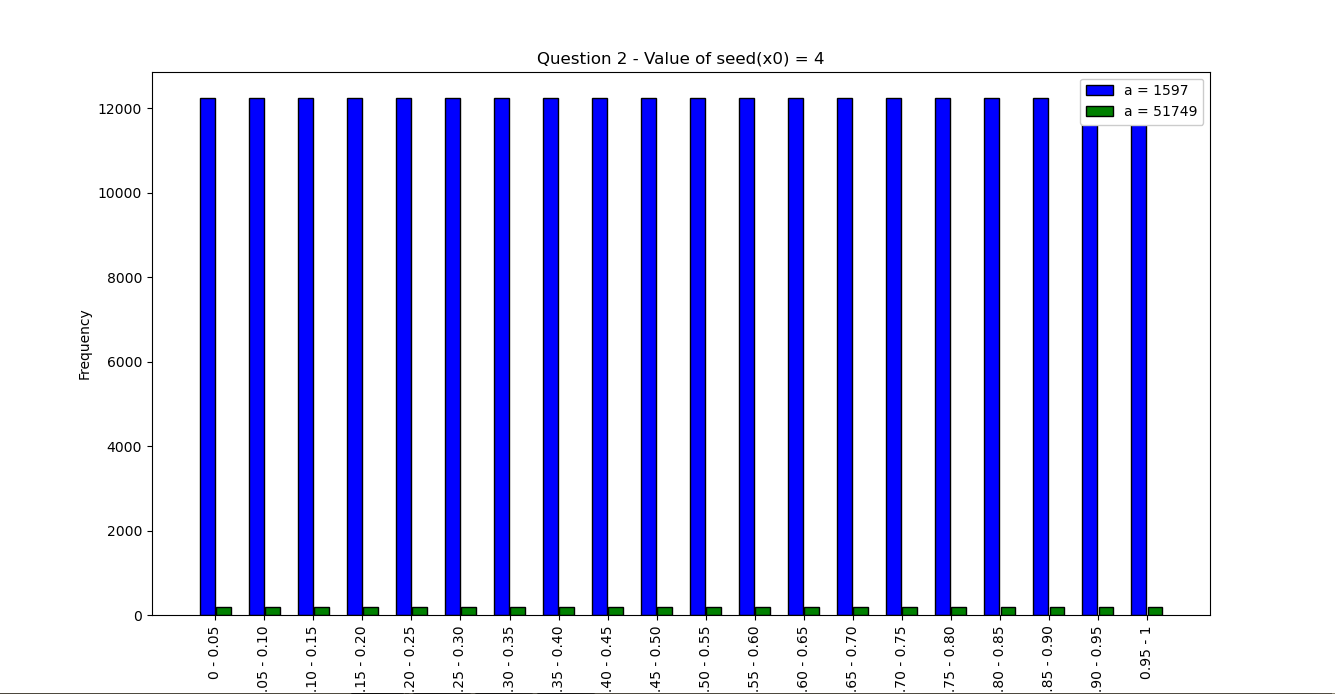 Question 2 - Value of seed(x0) = 4
a = 1597
a = 51749
12000
10000
8000
6000
4000
2000
0
Frequency
0 - 0.05
.05 - 0.10
.10 - 0.15
.15 - 0.20
.20 - 0.25
.25 - 0.30
.30 - 0.35
.35 - 0.40
.40 - 0.45
.45 - 0.50
.50 - 0.55
.55 - 0.60
.60 - 0.65
.65 - 0.70
.70 - 0.75
.75 - 0.80
.80 - 0.85
.85 - 0.90
.90 - 0.95
0.95 - 1